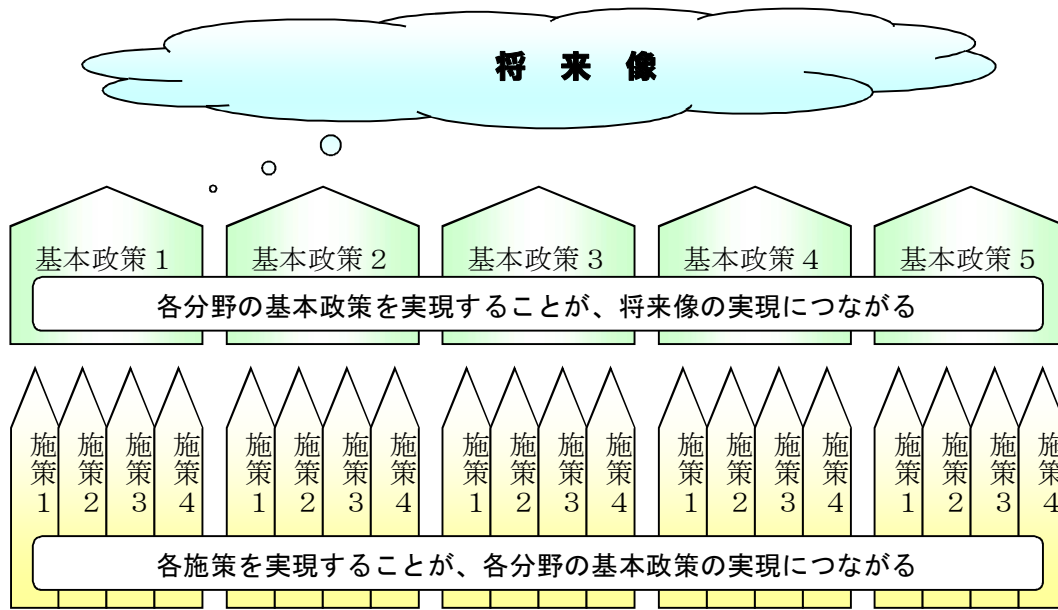 将 来 像
基本政策1
基本政策2
基本政策3
基本政策4
基本政策5
各分野の基本政策を実現することが、将来像の実現につながる
施策1
施策2
施策3
施策4
施策1
施策2
施策3
施策4
施策1
施策2
施策3
施策4
施策1
施策2
施策3
施策4
施策1
施策2
施策3
施策4
各施策を実現することが、各分野の基本政策の実現につながる